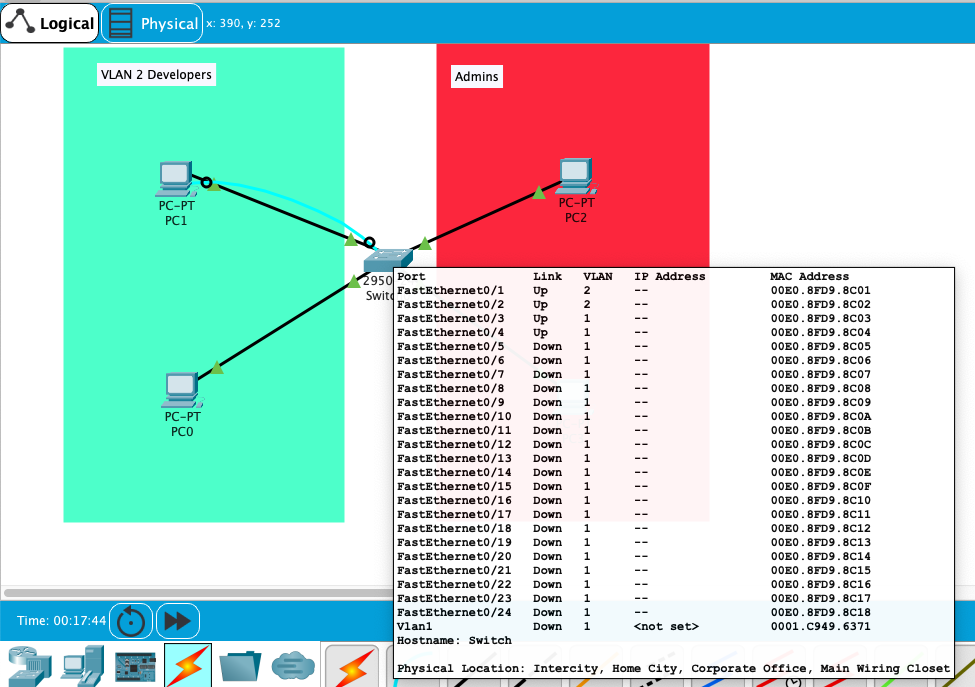 Logical Physical x: 390, y: 252
VLAN 2 Developers
Admins
PC-PT
PC1
PC-PT
PC2
2950
Switc
PC-PT
PC0
Port Link VLAN IP Address MAC Address
FastEthernet0/1 Up 2 -- 00E0.8FD9.8C01
FastEthernet0/2 Up 2 -- 00E0.8FD9.8C02
FastEthernet0/3 Up 1 -- 00E0.8FD9.8C03
FastEthernet0/4 Up 1 -- 00E0.8FD9.8C04
FastEthernet0/5 Down 1 -- 00E0.8FD9.8C05
FastEthernet0/6 Down 1 -- 00E0.8FD9.8C06
FastEthernet0/7 Down 1 -- 00E0.8FD9.8C07
FastEthernet0/8 Down 1 -- 00E0.8FD9.8C08
FastEthernet0/9 Down 1 -- 00E0.8FD9.8C09
FastEthernet0/10 Down 1 -- 00E0.8FD9.8C0A
FastEthernet0/11 Down 1 -- 00E0.8FD9.8C0B
FastEthernet0/12 Down 1 -- 00E0.8FD9.8C0C
FastEthernet0/13 Down 1 -- 00E0.8FD9.8C0D
FastEthernet0/14 Down 1 -- 00E0.8FD9.8C0E
FastEthernet0/15 Down 1 -- 00E0.8FD9.8C0F
FastEthernet0/16 Down 1 -- 00E0.8FD9.8C10
FastEthernet0/17 Down 1 -- 00E0.8FD9.8C11
FastEthernet0/18 Down 1 -- 00E0.8FD9.8C12
FastEthernet0/19 Down 1 -- 00E0.8FD9.8C13
FastEthernet0/20 Down 1 -- 00E0.8FD9.8C14
FastEthernet0/21 Down 1 -- 00E0.8FD9.8C15
FastEthernet0/22 Down 1 -- 00E0.8FD9.8C16
FastEthernet0/23 Down 1 -- 00E0.8FD9.8C17
FastEthernet0/24 Down 1 -- 00E0.8FD9.8C18
Vlan1 Down 1 <not set> 0001.C949.6371
Hostname: Switch
Physical Location: Intercity, Home City, Corporate Office, Main Wiring Closet
Time: 00:17:44